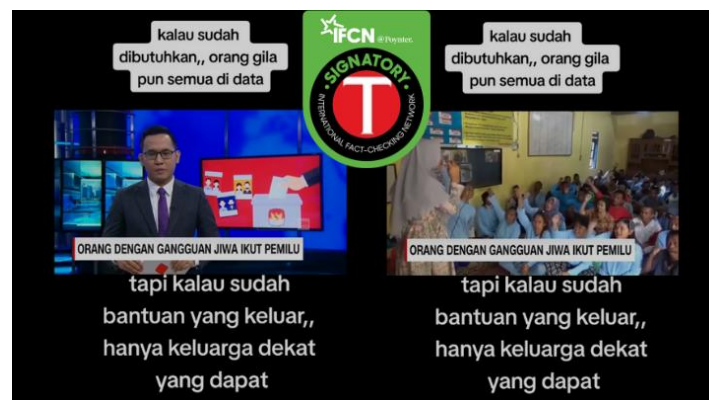 kalau sudah
dibutuhkan,, orang gila
pun semua di data
ORANG DENGAN GANGGUAN JIWA IKUT PEMILU
tapi kalau sudah
bantuan yang keluar,,
hanya keluarga dekat
yang dapat
IFCN @Poynter.
SIGNATORY
T
INTERNATIONAL FACT-CHECKING NETWORK
kalau sudah
dibutuhkan,, orang gila
pun semua di data
ORANG DENGAN GANGGUAN JIWA IKUT PEMILU
tapi kalau sudah
bantuan yang keluar,,
hanya keluarga dekat
yang dapat